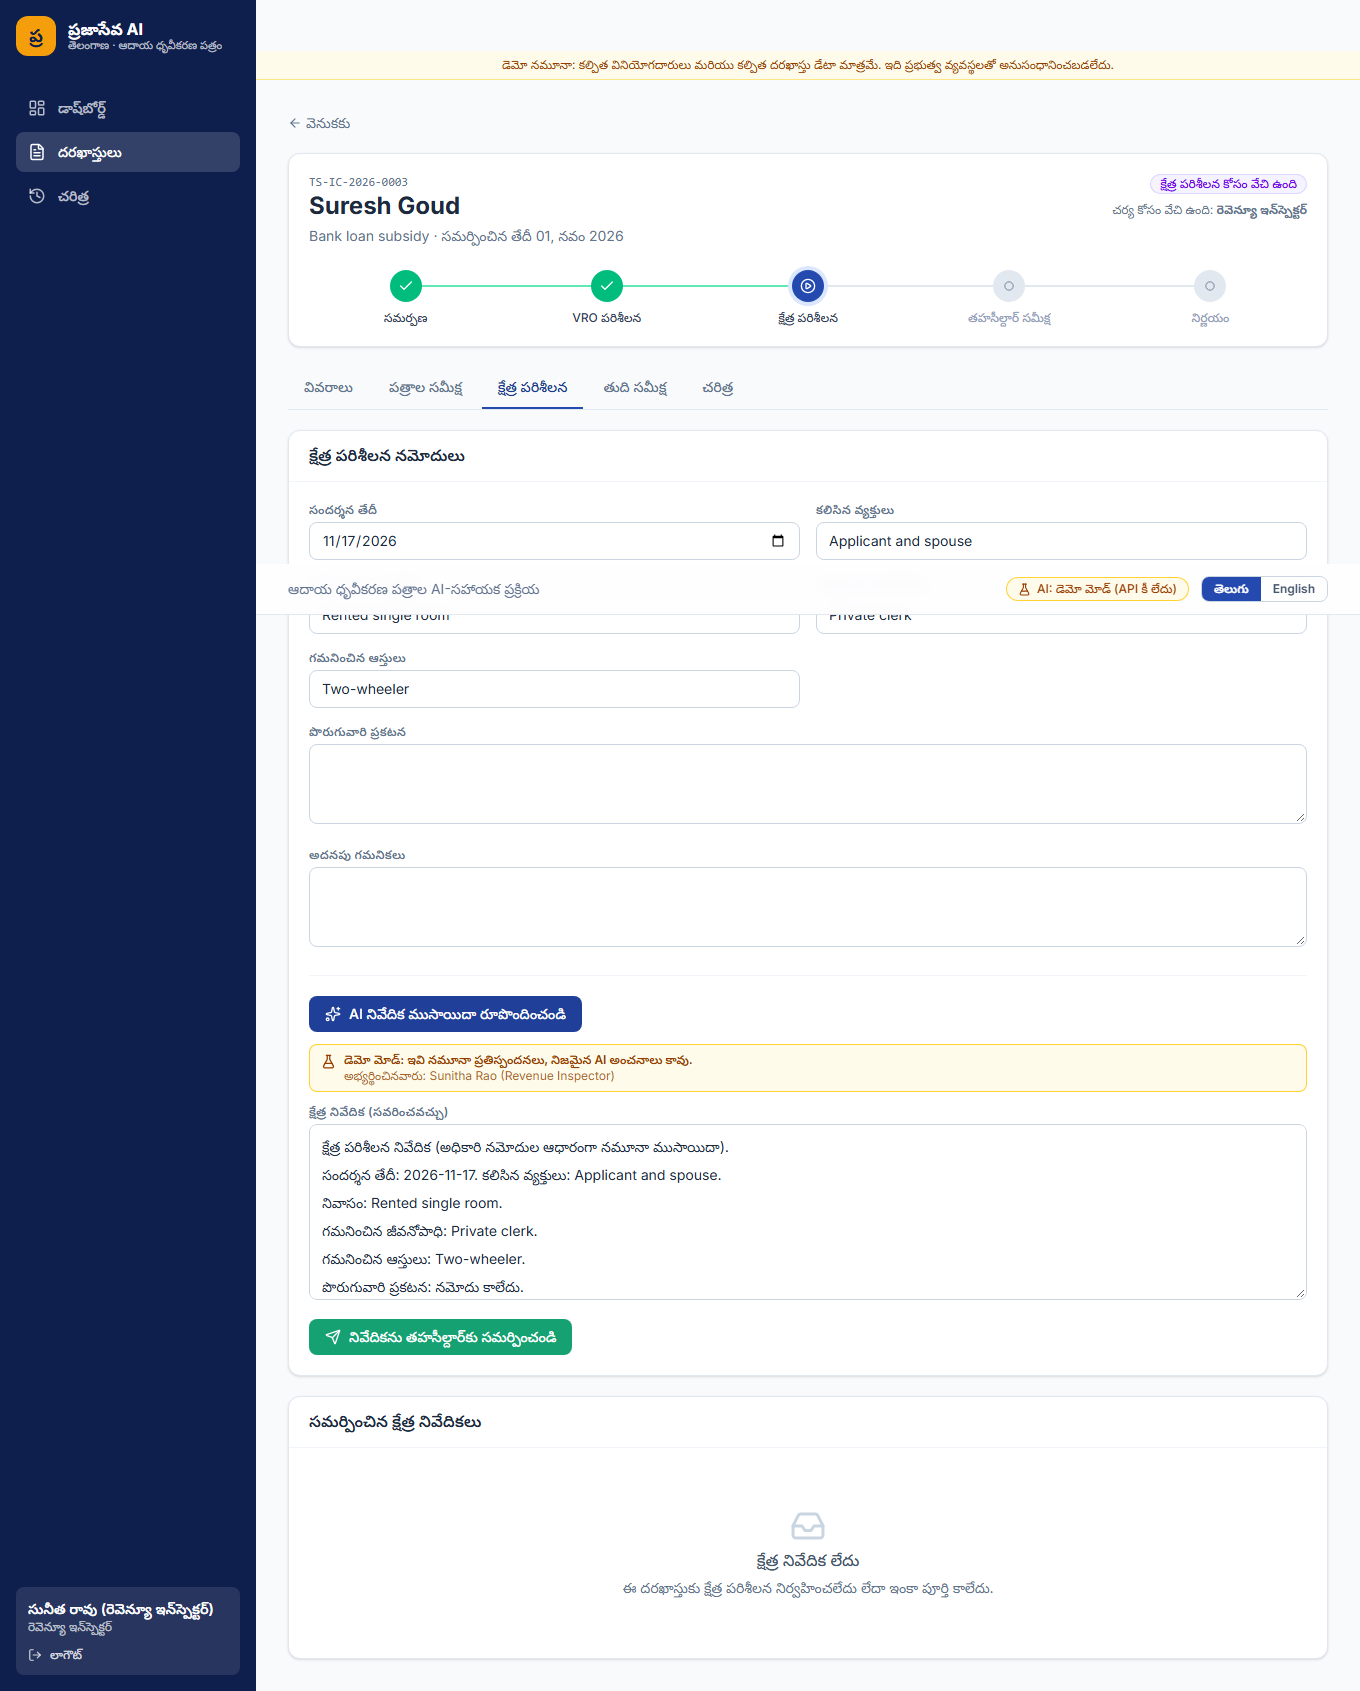 ప్ర
ప్రజాసేవ AI
తెలంగాణ · ఆదాయ ధృవీకరణ పత్రం
డాష్‌బోర్డ్
దరఖాస్తులు
చరిత్ర
డెమో నమూనా: కల్పిత వినియోగదారులు మరియు కల్పిత దరఖాస్తు డేటా మాత్రమే. ఇది ప్రభుత్వ వ్యవస్థలతో అనుసంధానించబడలేదు.
వెనుకకు
TS-IC-2026-0003
క్షేత్ర పరిశీలన కోసం వేచి ఉంది
Suresh Goud
చర్య కోసం వేచి ఉంది: రెవెన్యూ ఇన్‌స్పెక్టర్
Bank loan subsidy · సమర్పించిన తేదీ 01, నవం 2026
సమర్పణ
VRO పరిశీలన
క్షేత్ర పరిశీలన
తహసీల్దార్ సమీక్ష
నిర్ణయం
వివరాలు
పత్రాల సమీక్ష
క్షేత్ర పరిశీలన
తుది సమీక్ష
చరిత్ర
క్షేత్ర పరిశీలన నమోదులు
సందర్శన తేదీ
కలిసిన వ్యక్తులు
11/17/2026
Applicant and spouse
ఆదాయ ధృవీకరణ పత్రాల AI-సహాయక ప్రక్రియ
AI: డెమో మోడ్ (API కీ లేదు)
తెలుగు
English
Rented single room
Private clerk
గమనించిన ఆస్తులు
Two-wheeler
పొరుగువారి ప్రకటన
అదనపు గమనికలు
AI నివేదిక ముసాయిదా రూపొందించండి
డెమో మోడ్: ఇవి నమూనా ప్రతిస్పందనలు, నిజమైన AI అంచనాలు కావు.
అభ్యర్థించినవారు: Sunitha Rao (Revenue Inspector)
క్షేత్ర నివేదిక (సవరించవచ్చు)
క్షేత్ర పరిశీలన నివేదిక (అధికారి నమోదుల ఆధారంగా నమూనా ముసాయిదా).
సందర్శన తేదీ: 2026-11-17. కలిసిన వ్యక్తులు: Applicant and spouse.
నివాసం: Rented single room.
గమనించిన జీవనోపాధి: Private clerk.
గమనించిన ఆస్తులు: Two-wheeler.
పొరుగువారి ప్రకటన: నమోదు కాలేదు.
నివేదికను తహసీల్దార్‌కు సమర్పించండి
సమర్పించిన క్షేత్ర నివేదికలు
క్షేత్ర నివేదిక లేదు
ఈ దరఖాస్తుకు క్షేత్ర పరిశీలన నిర్వహించలేదు లేదా ఇంకా పూర్తి కాలేదు.
సునీత రావు (రెవెన్యూ ఇన్‌స్పెక్టర్)
రెవెన్యూ ఇన్‌స్పెక్టర్
లాగౌట్